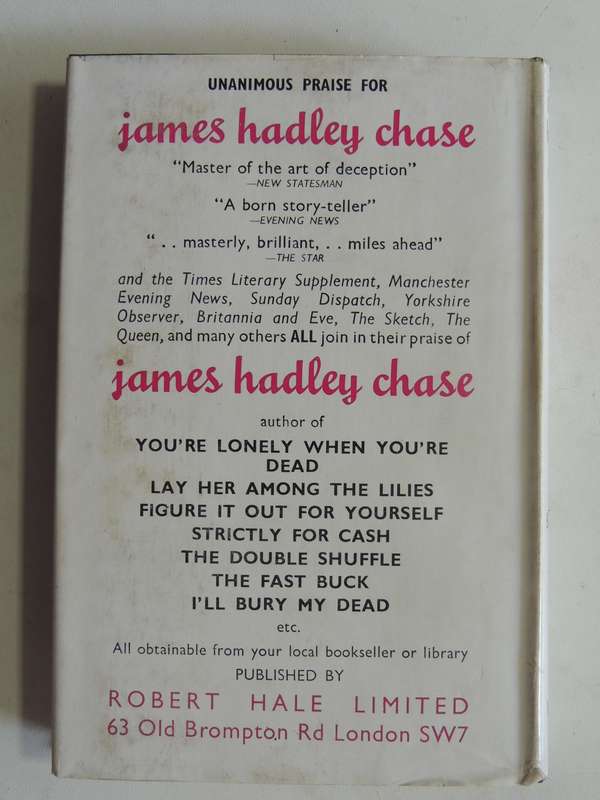 UNANIMOUS PRAISE FOR
james hadley chase
"Master of the art of deception"
—NEW STATESMAN
"A born story-teller"
—EVENING NEWS
" . . masterly, brilliant, . . miles ahead"
—THE STAR
and the Times Literary Supplement, Manchester
Evening News, Sunday Dispatch, Yorkshire
Observer, Britannia and Eve, The Sketch, The
Queen, and many others ALL join in their praise of
james hadley chase
author of
YOU'RE LONELY WHEN YOU'RE
DEAD
LAY HER AMONG THE LILIES
FIGURE IT OUT FOR YOURSELF
STRICTLY FOR CASH
THE DOUBLE SHUFFLE
THE FAST BUCK
I'LL BURY MY DEAD
etc.
All obtainable from your local bookseller or library
PUBLISHED BY
ROBERT HALE LIMITED
63 Old Brompton Rd London SW7